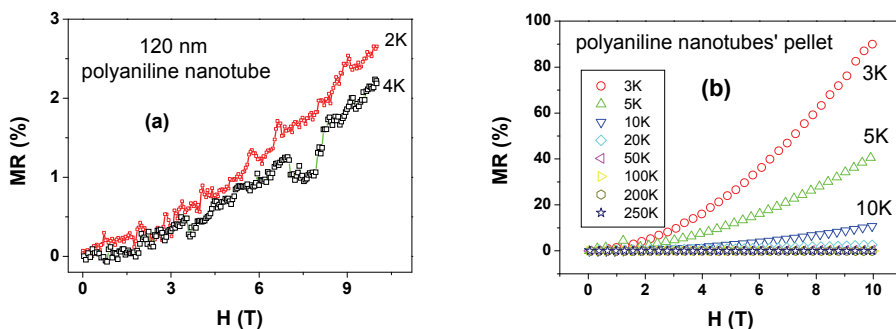 3
2
1
0
MR (%)
120 nm
polyaniline nanotube
(a)
2K
4K
0 3 6 9
H (T)
100
80
60
40
20
0
MR (%)
polyaniline nanotubes' pellet
(b)
3K
5K
10K
20K
50K
100K
200K
250K
3K
5K
10K
0 2 4 6 8 10
H (T)